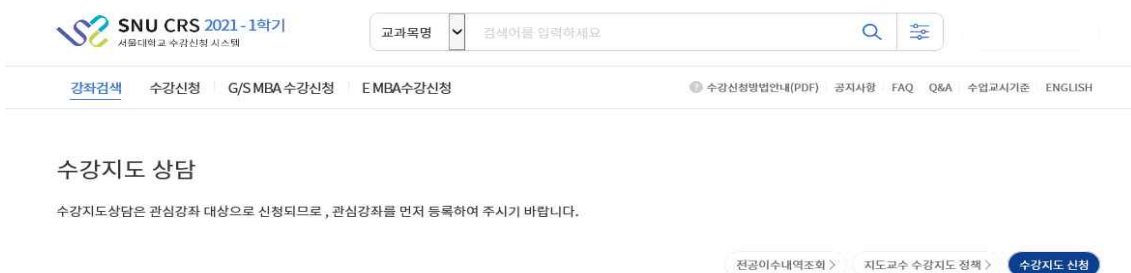 SNU CRS 2021-1학기
서울대학교 수강신청 시스템
교과목명
검색어를 입력하세요
강좌검색 수강신청 G/S MBA 수강신청 E MBA수강신청
수강신청방법안내(PDF) 공지사항 FAQ Q&A 수업교시기준 ENGLISH
수강지도 상담
수강지도상담은 관심강좌 대상으로 신청되므로 , 관심강좌를 먼저 등록하여 주시기 바랍니다.
전공이수내역조회 > 지도교수 수강지도 정책 > 수강지도 신청